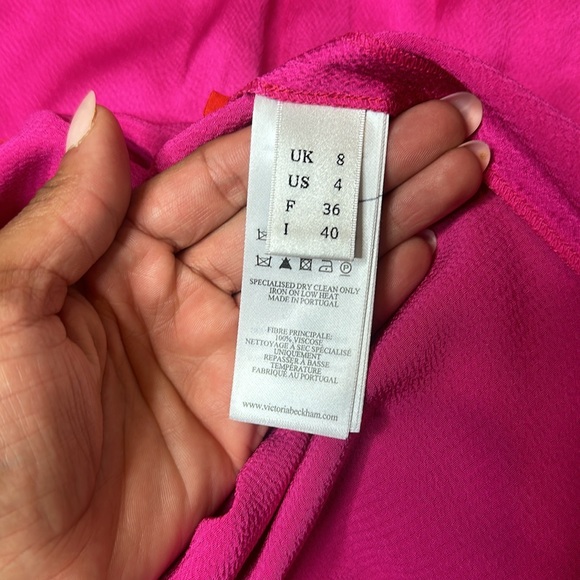 UK 8
US 4
F 36
I 40
SPECIALISED DRY CLEAN ONLY
IRON ON LOW HEAT
MADE IN PORTUGAL
FIBRE PRINCIPALE:
100% VISCOSE
NETTOYAGE À SEC SPÉCIALISÉ
UNIQUEMENT
REPASSER À BASSE
TEMPÉRATURE
FABRIQUÉ AU PORTUGAL
www.victoriabeckham.com